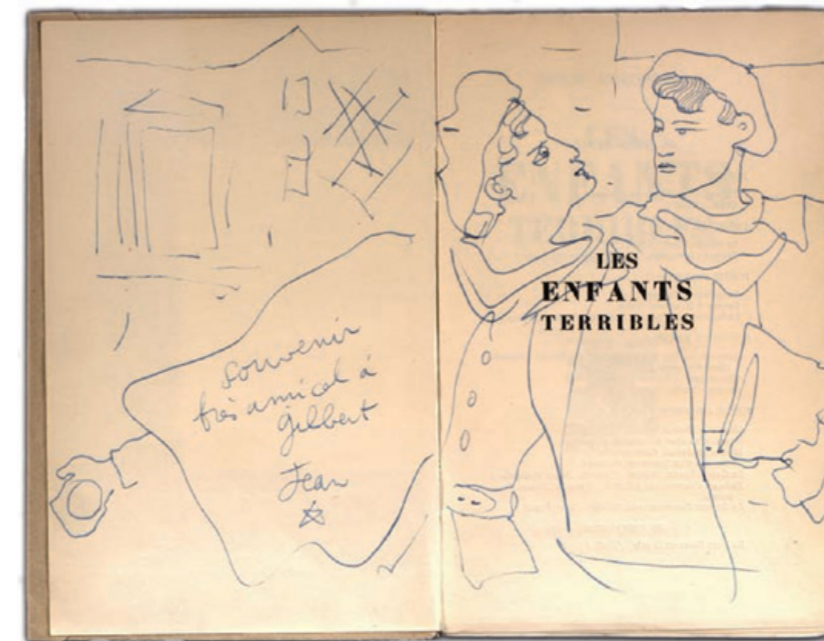 souvenir
très amical à
Gilbert
Jean
LES
ENFANTS
TERRIBLES